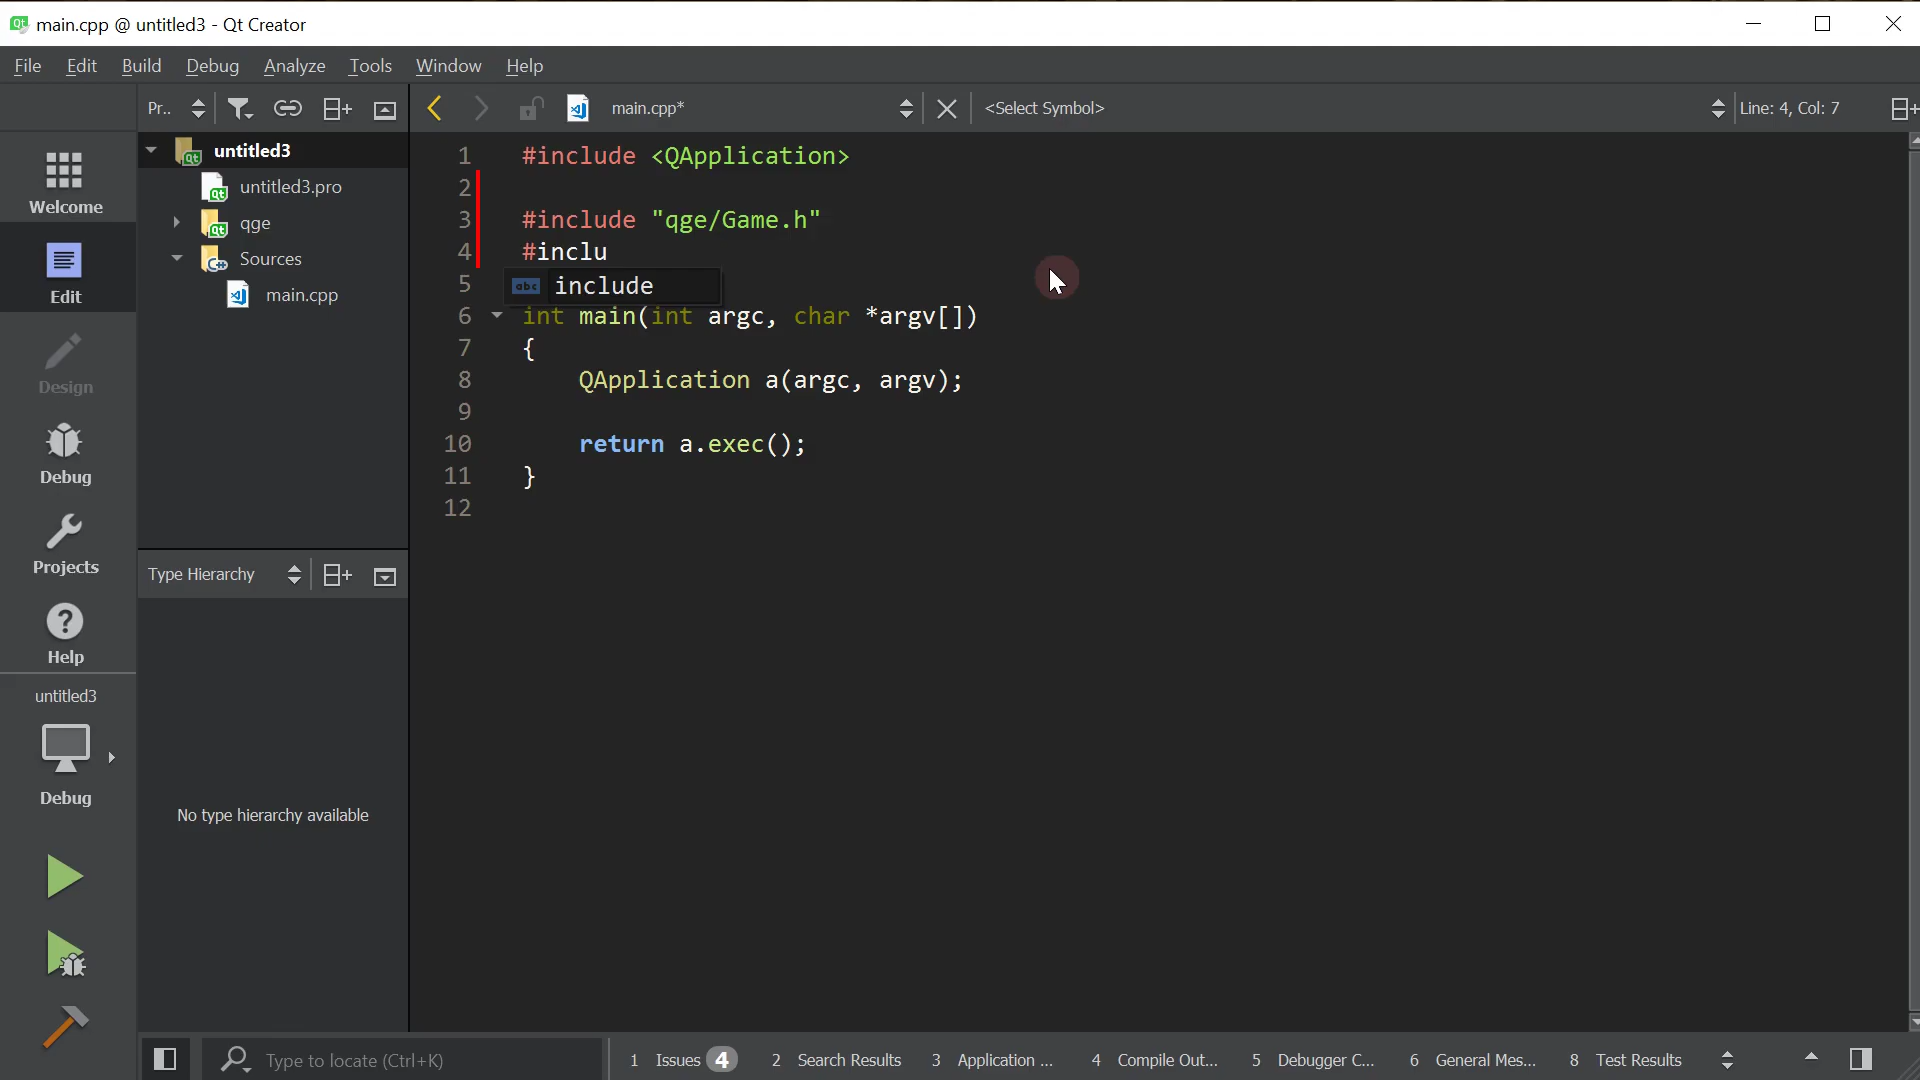 main.cpp @ untitled3 - Qt Creator
File Edit Build Debug Analyze Tools Window Help
Pr.. main.cpp* <Select Symbol> Line: 4, Col: 7
Welcome
Edit
Design
Debug
Projects
Help
untitled3
Debug
untitled3
untitled3.pro
qge
Sources
main.cpp
Type Hierarchy
No type hierarchy available
1 #include <QApplication>
2
3 #include "qge/Game.h"
4 #inclu
5 abc include
6 int main(int argc, char *argv[])
7 {
8 QApplication a(argc, argv);
9
10 return a.exec();
11 }
12
Type to locate (Ctrl+K) 1 Issues 4 2 Search Results 3 Application ... 4 Compile Out... 5 Debugger C... 6 General Mes... 8 Test Results